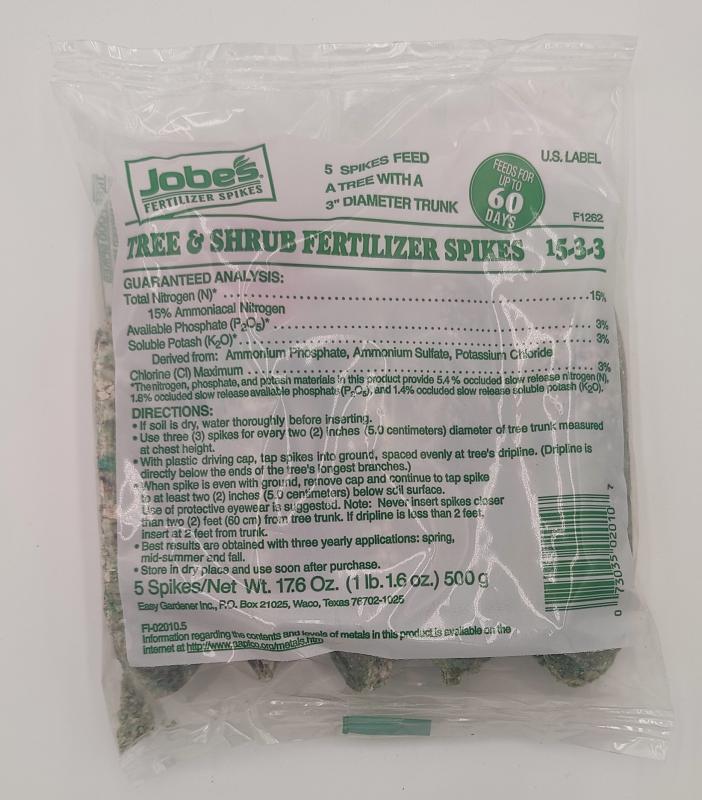 Jobe's®
FERTILIZER SPIKES
5 SPIKES FEED
A TREE WITH A
3" DIAMETER TRUNK
FEEDS FOR
UP TO
60
DAYS
U.S. LABEL
F1262
TREE & SHRUB FERTILIZER SPIKES 15-3-3
GUARANTEED ANALYSIS:
Total Nitrogen (N)* 15%
15% Ammoniacal Nitrogen
Available Phosphate (P2O5)* 3%
Soluble Potash (K2O)* 3%
Derived from: Ammonium Phosphate, Ammonium Sulfate, Potassium Chloride
Chlorine (Cl) Maximum 3%
*The nitrogen, phosphate, and potash materials in this product provide 5.4 % occluded slow release nitrogen (N),
1.8% occluded slow release available phosphate (P2O5), and 1.4% occluded slow release soluble potash (K2O).
DIRECTIONS:
• If soil is dry, water thoroughly before inserting.
• Use three (3) spikes for every two (2) inches (5.0 centimeters) diameter of tree trunk measured
at chest height.
• With plastic driving cap, tap spikes into ground, spaced evenly at tree's dripline. (Dripline is
directly below the ends of the tree's longest branches.)
• When spike is even with ground, remove cap and continue to tap spike
to at least two (2) inches (5.0 centimeters) below soil surface.
Use of protective eyewear is suggested. Note: Never insert spikes closer
than two (2) feet (60 cm) from tree trunk. If dripline is less than 2 feet,
insert at 2 feet from trunk.
• Best results are obtained with three yearly applications: spring,
mid-summer and fall.
• Store in dry place and use soon after purchase.
5 Spikes/Net Wt. 17.6 Oz. (1 lb. 1.6 oz.) 500 g
Easy Gardener Inc., P.O. Box 21025, Waco, Texas 76702-1025
FI-02010.5
Information regarding the contents and levels of metals in this product is available on the
internet at http://www.aapfco.org/metals.htm
0 73035 02010 7